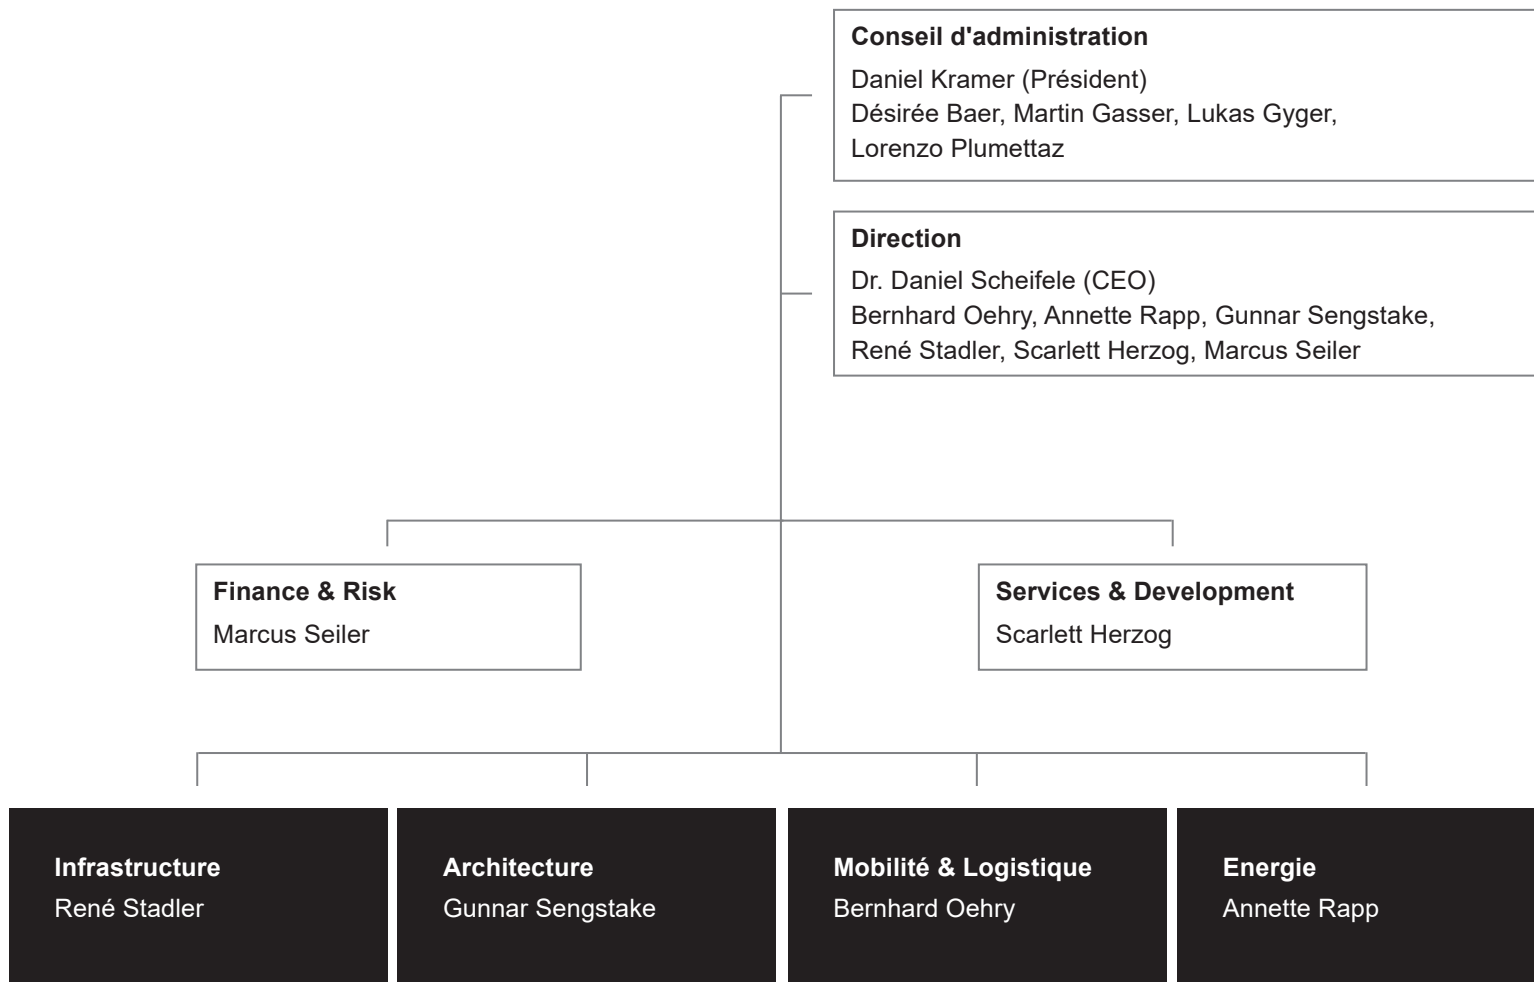 Conseil d'administration
Daniel Kramer (Président)
Désirée Baer, Martin Gasser, Lukas Gyger,
Lorenzo Plumettaz
Direction
Dr. Daniel Scheifele (CEO)
Bernhard Oehry, Annette Rapp, Gunnar Sengstake,
René Stadler, Scarlett Herzog, Marcus Seiler
Finance & Risk
Marcus Seiler
Services & Development
Scarlett Herzog
Infrastructure
René Stadler
Architecture
Gunnar Sengstake
Mobilité & Logistique
Bernhard Oehry
Energie
Annette Rapp